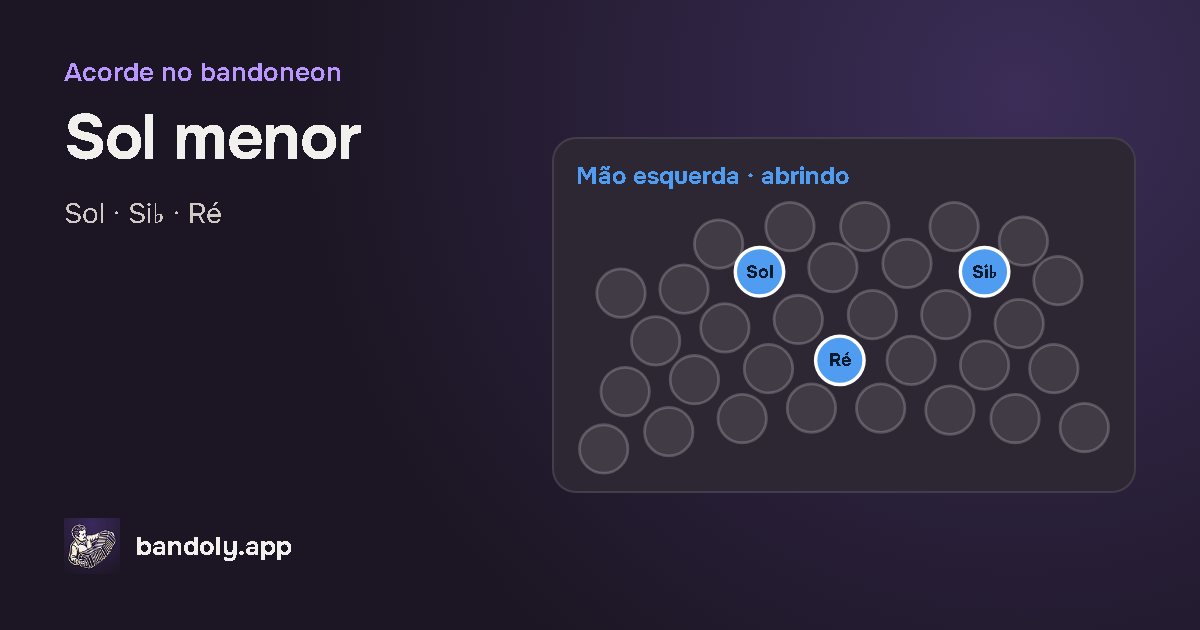 Acorde no bandoneon
Sol menor
Sol · Si♭ · Ré
Mão esquerda · abrindo
Sol
Si♭
Ré
bandoly.app